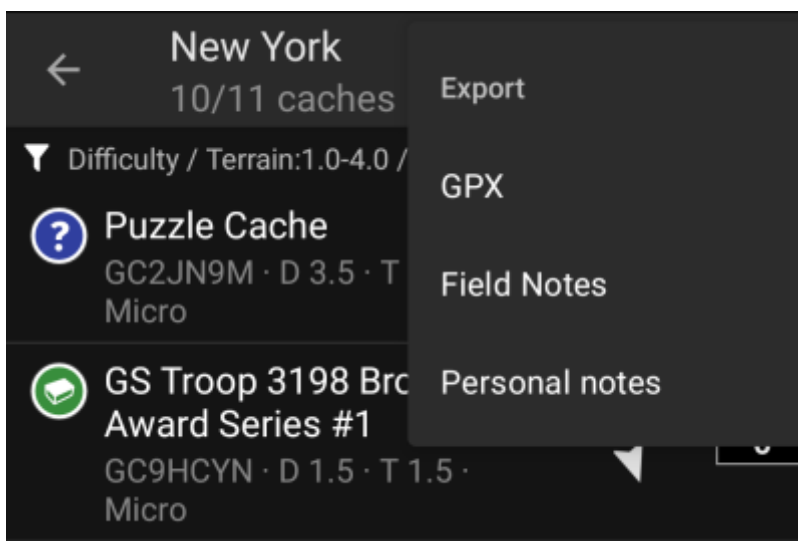 New York
10/11 caches
Difficulty / Terrain:1.0-4.0 /
Puzzle Cache
GC2JN9M · D 3.5 · T
Micro
GS Troop 3198 Bro
Award Series #1
GC9HCYN · D 1.5 · T 1.5 ·
Micro
Export
GPX
Field Notes
Personal notes